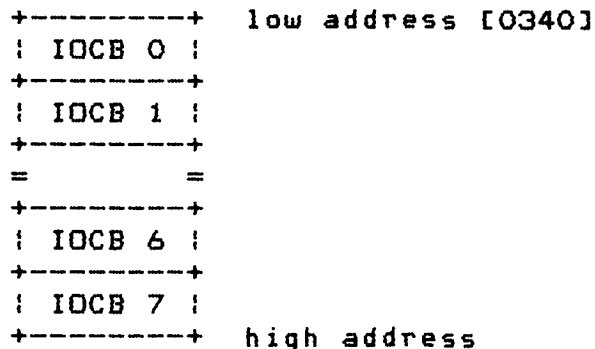 +---------+ low address [0340]
¦ IOCB 0 ¦
+---------+
¦ IOCB 1 ¦
+---------+
= =
+---------+
¦ IOCB 6 ¦
+---------+
¦ IOCB 7 ¦
+---------+ high address